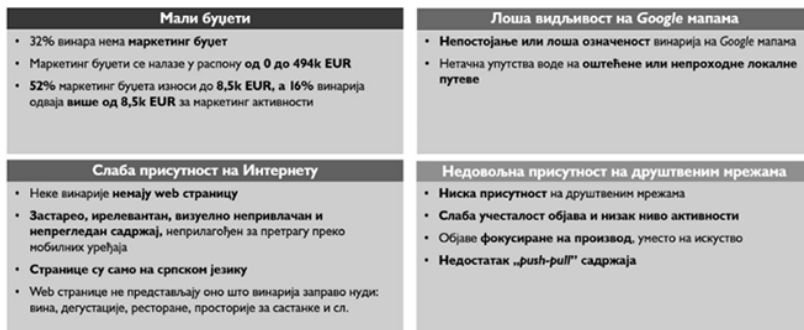 Мали буџети
• 32% винара нема маркетинг буџет
• Маркетинг буџети се налазе у распону од 0 до 494k EUR
• 52% маркетинг буџета износи до 8,5k EUR, а 16% винарија
одваја више од 8,5k EUR за маркетинг активности
Лоша видљивост на Google мапама
• Непостојање или лоша означеност винарија на Google мапама
• Нетачна упутства воде на оштећене или непроходне локалне
путеве
Слаба присутност на Интернету
• Неке винарије немају web страницу
• Застарео, ирелевантан, визуелно непривлачан и
непрегледан садржај, неприлагођен за претрагу преко
мобилних уређаја
• Странице су само на српском језику
• Web странице не представљају оно што винарија заправо нуди:
вина, дегустације, ресторане, просторије за састанке и сл.
Недовољна присутност на друштвеним мрежама
• Ниска присутност на друштвеним мрежама
• Слаба учесталост објава и низак ниво активности
• Објаве фокусиране на производ, уместо на искуство
• Недостатак „push-pull” садржаја